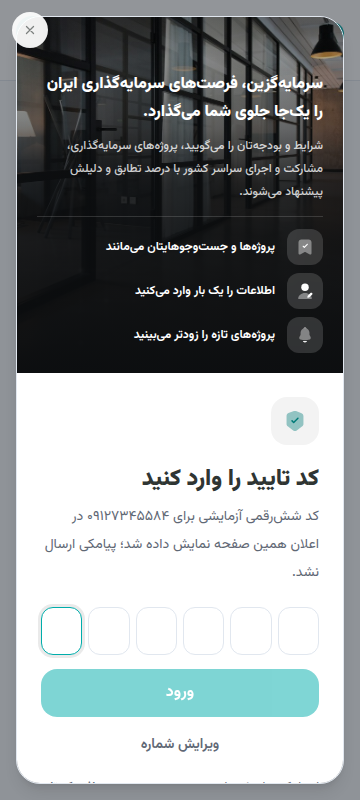 سرمایه‌گزین، فرصت‌های سرمایه‌گذاری ایران
را یک‌جا جلوی شما می‌گذارد.
شرایط و بودجه‌تان را می‌گویید، پروژه‌های سرمایه‌گذاری،
مشارکت و اجرای سراسر کشور با درصد تطابق و دلیلش
پیشنهاد می‌شوند.
پروژه‌ها و جست‌وجوهایتان می‌مانند
اطلاعات را یک بار وارد می‌کنید
پروژه‌های تازه را زودتر می‌بینید
کد تایید را وارد کنید
کد شش‌رقمی آزمایشی برای ۰۹۱۲۷۳۴۵۵۸۴ در
اعلان همین صفحه نمایش داده شد؛ پیامکی ارسال
نشد.
ورود
ویرایش شماره